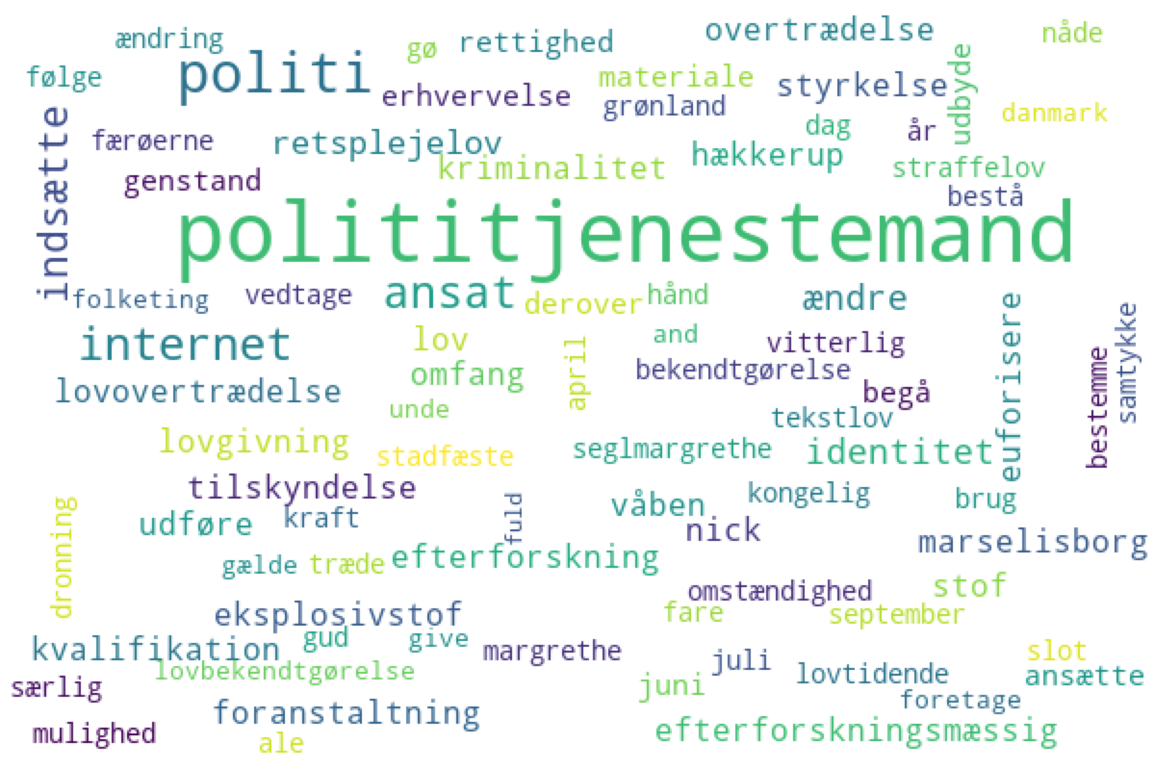 ændring
gø
rettighed
overtrædelse
nåde
følge
politi
erhvervelse
materiale
grønland
styrkelse
udbyde
danmark
indsætte
færøerne
retsplejelov
kriminalitet
hækkerup
dag
år
straffelov
genstand
bestå
polititjenestemand
folketing
vedtage
ansat
derover
hånd
ændre
euforisere
samtykke
internet
lov
april
and
vitterlig
bestemme
lovovertrædelse
omfang
bekendtgørelse
begå
unde
tekstlov
lovgivning
stadfæste
seglmargrethe
identitet
tilskyndelse
fuld
våben
kongelig
brug
dronning
udføre
kraft
nick
marselisborg
gælde
træde
efterforskning
omstændighed
stof
eksplosivstof
fare
september
kvalifikation
gud
give
margrethe
juli
slot
lovbekendtgørelse
lovtidende
ansætte
særlig
juni
foretage
mulighed
foranstaltning
ale
efterforskningsmæssig